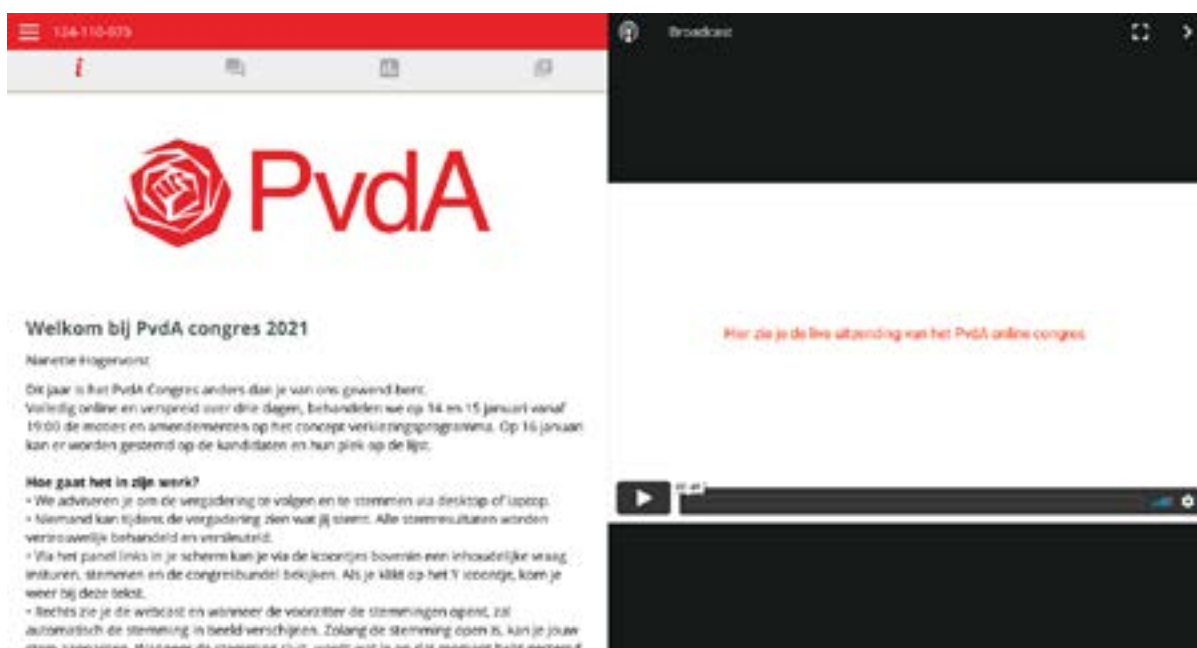 124-110-975
PvdA
Welkom bij PvdA congres 2021
Nanette Hogervorst
Dit jaar is het PvdA Congres anders dan je van ons gewend bent.
Volledig online en verspreid over drie dagen, behandelen we op 14 en 15 januari vanaf
19:00 de moties en amendementen op het concept verkiezingsprogramma. Op 16 januari
kan er worden gestemd op de kandidaten en hun plek op de lijst.
Hoe gaat het in zijn werk?
• We adviseren je om de vergadering te volgen en te stemmen via desktop of laptop.
• Niemand kan tijdens de vergadering zien wat jij stemt. Alle stemresultaten worden
vertrouwelijk behandeld en versleuteld.
• Via het panel links in je scherm kan je via de icoontjes bovenin een inhoudelijke vraag
insturen, stemmen en de congresbundel bekijken. Als je klikt op het 'i' icoontje, kom je
weer bij deze tekst.
• Rechts zie je de webcast en wanneer de voorzitter de stemmingen opent, zal
automatisch de stemming in beeld verschijnen. Zolang de stemming open is, kan je jouw
Broadcast
Hier zie je de live uitzending van het PvdA online congres